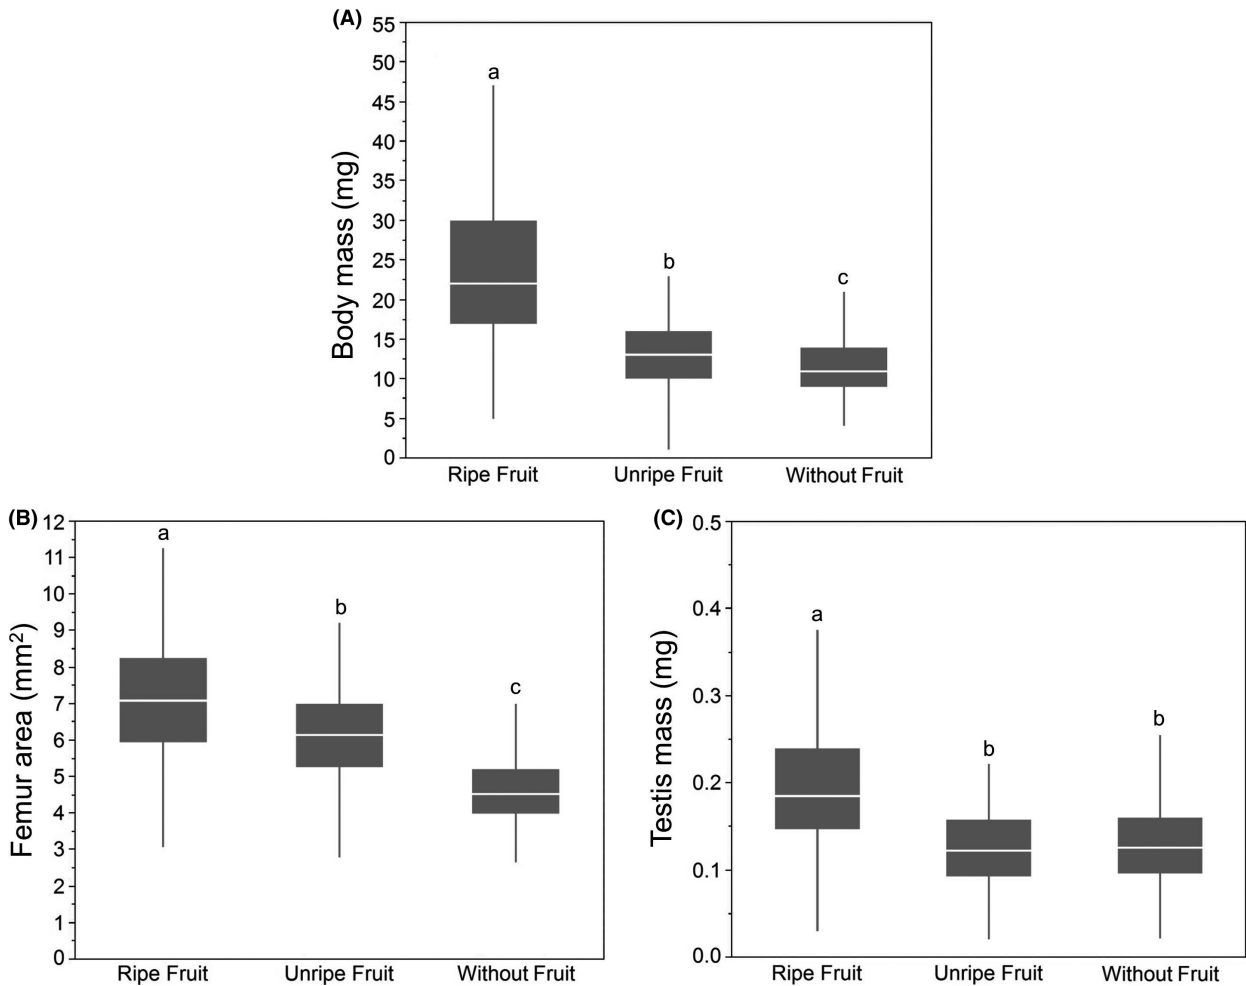 (A)
Body mass (mg)
55
50
45
40
35
30
25
20
15
10
5
0
a
b
c
Ripe Fruit Unripe Fruit Without Fruit
(B)
Femur area (mm²)
12
11
10
9
8
7
6
5
4
3
2
1
0
a
b
c
Ripe Fruit Unripe Fruit Without Fruit
(C)
Testis mass (mg)
0.5
0.4
0.3
0.2
0.1
0.0
a
b
b
Ripe Fruit Unripe Fruit Without Fruit